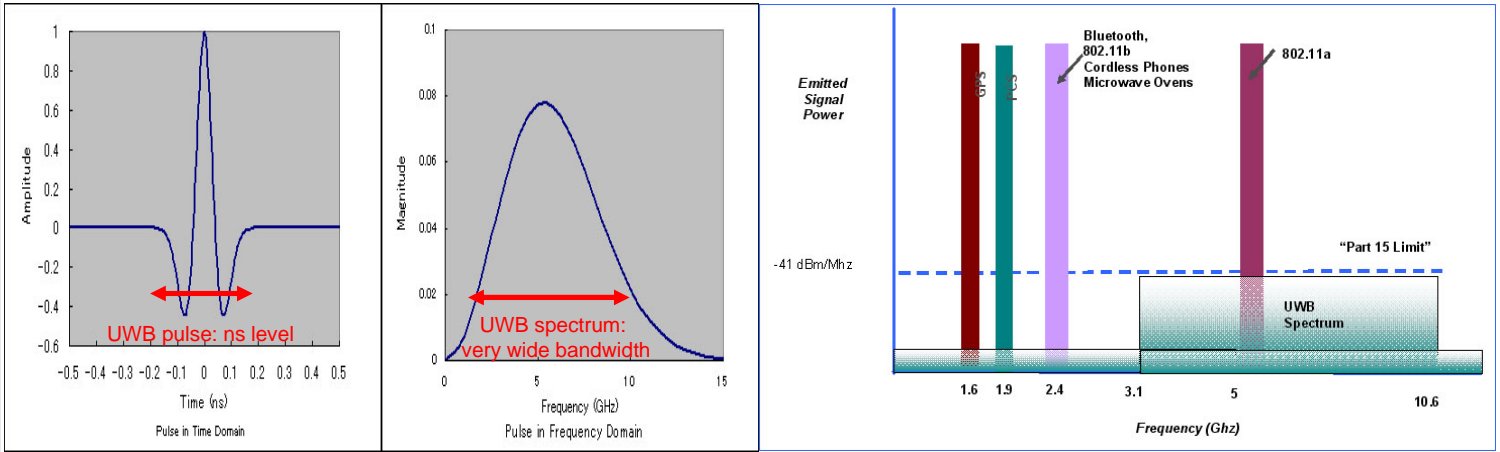 1
0.8
0.6
0.4
0.2
0
-0.2
-0.4
-0.6
Amplitude
UWB pulse: ns level
-0.5 -0.4 -0.3 -0.2 -0.1 0 0.1 0.2 0.3 0.4 0.5
Time (ns)
Pulse in Time Domain
0.1
0.08
0.06
0.04
0.02
0
Magnitude
UWB spectrum:
very wide bandwidth
0 5 10 15
Frequency (GHz)
Pulse in Frequency Domain
Emitted
Signal
Power
GPS
PCS
Bluetooth,
802.11b
Cordless Phones
Microwave Ovens
802.11a
“Part 15 Limit”
-41 dBm/Mhz
UWB
Spectrum
1.6 1.9 2.4 3.1 5 10.6
Frequency (Ghz)